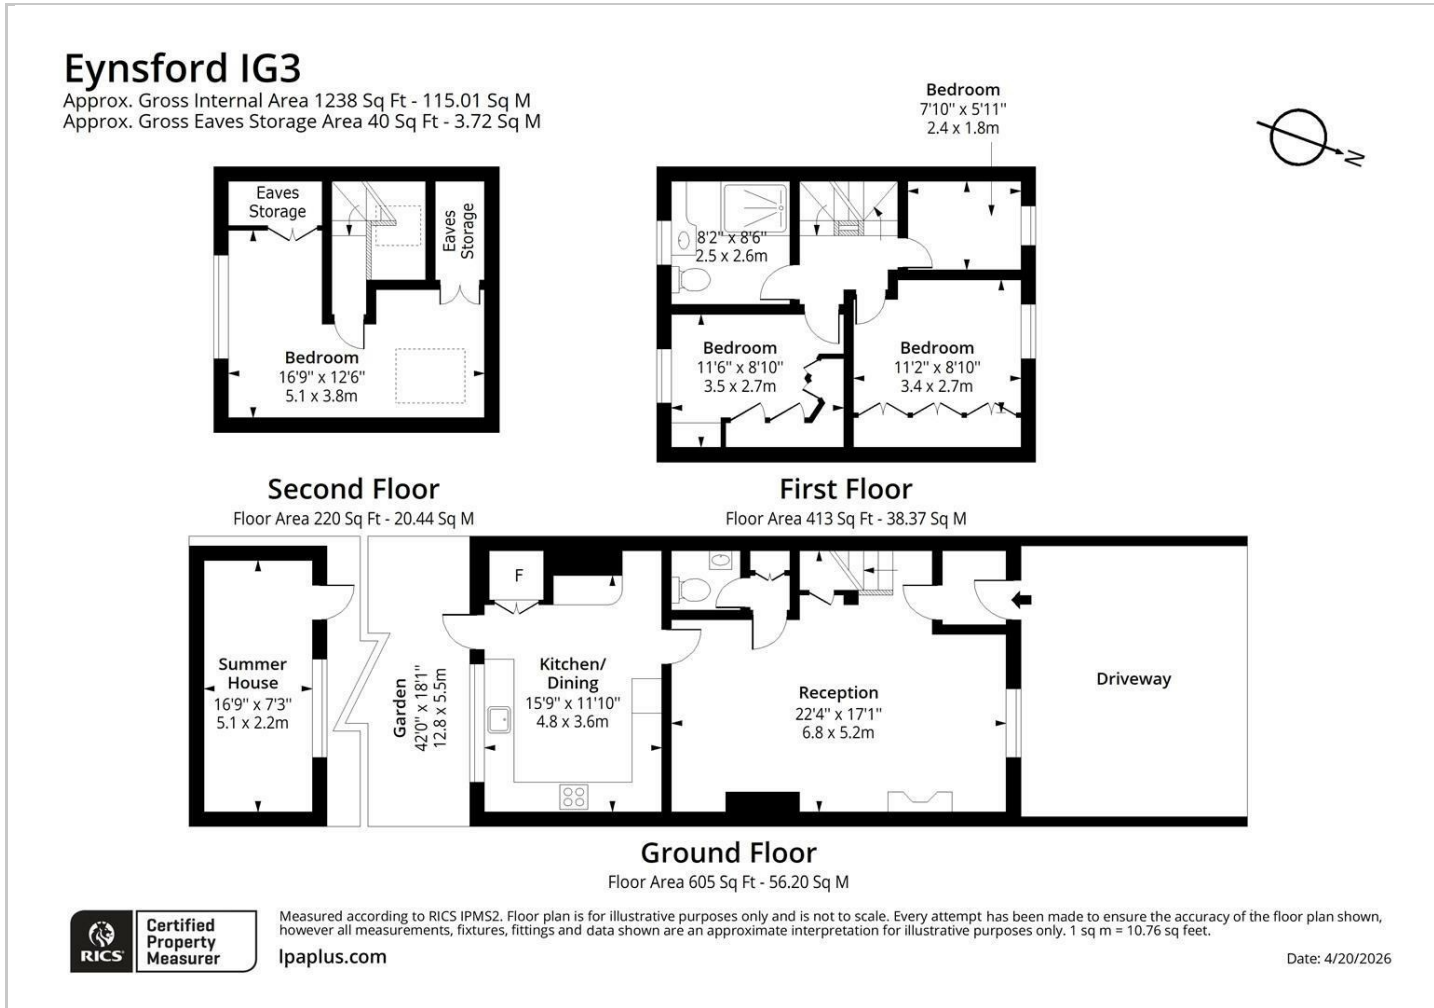 Eynsford IG3
Approx. Gross Internal Area 1238 Sq Ft - 115.01 Sq M
Approx. Gross Eaves Storage Area 40 Sq Ft - 3.72 Sq M
Bedroom
7'10" x 5'11"
2.4 x 1.8m
N
Eaves
Storage
Eaves
Storage
Bedroom
16'9" x 12'6"
5.1 x 3.8m
8'2" x 8'6"
2.5 x 2.6m
Bedroom
11'6" x 8'10"
3.5 x 2.7m
Bedroom
11'2" x 8'10"
3.4 x 2.7m
Second Floor
Floor Area 220 Sq Ft - 20.44 Sq M
First Floor
Floor Area 413 Sq Ft - 38.37 Sq M
Summer
House
16'9" x 7'3"
5.1 x 2.2m
Garden
42'0" x 18'1"
12.8 x 5.5m
F
Kitchen/
Dining
15'9" x 11'10"
4.8 x 3.6m
Reception
22'4" x 17'1"
6.8 x 5.2m
Driveway
Ground Floor
Floor Area 605 Sq Ft - 56.20 Sq M
RICS
Certified
Property
Measurer
Measured according to RICS IPMS2. Floor plan is for illustrative purposes only and is not to scale. Every attempt has been made to ensure the accuracy of the floor plan shown,
however all measurements, fixtures, fittings and data shown are an approximate interpretation for illustrative purposes only. 1 sq m = 10.76 sq feet.
lpaplus.com
Date: 4/20/2026